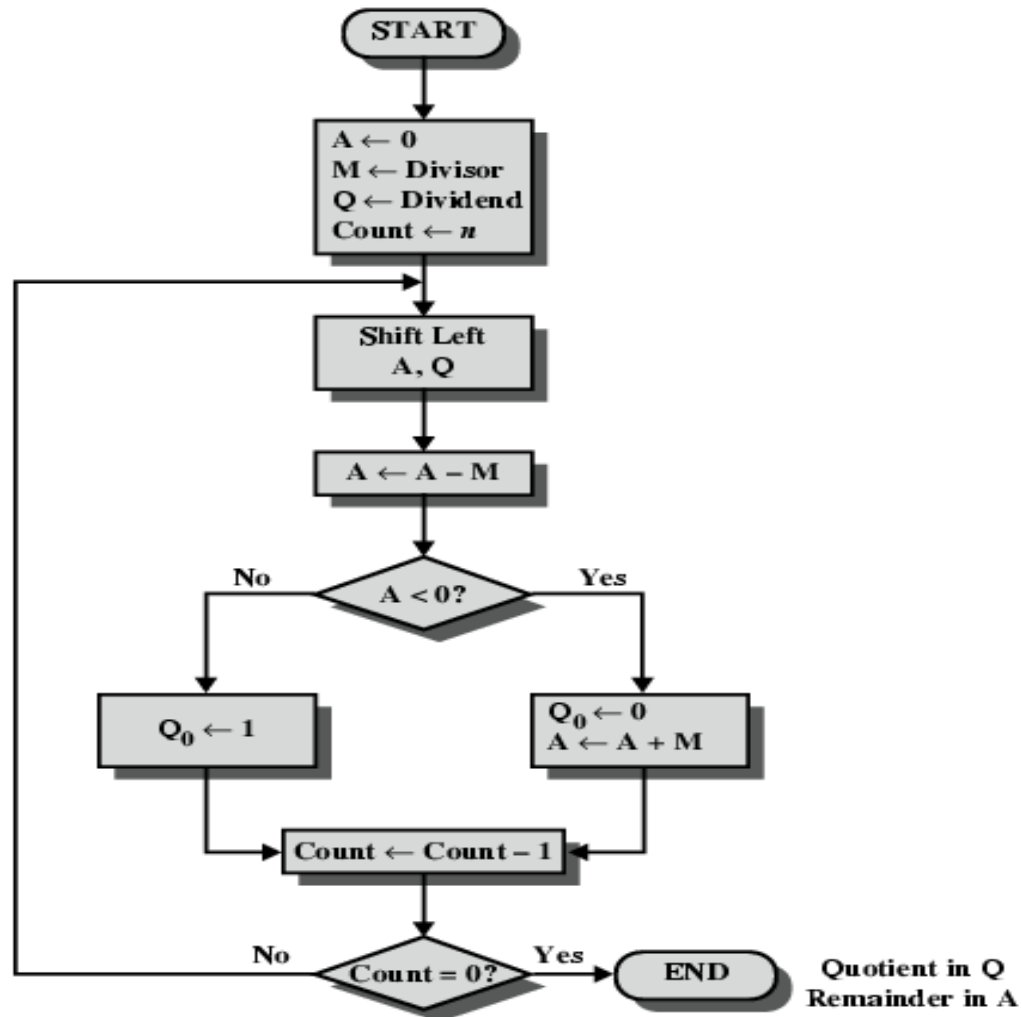 START
A ← 0
M ← Divisor
Q ← Dividend
Count ← n
Shift Left
A, Q
A ← A – M
A < 0?
No
Yes
Q₀ ← 1
Q₀ ← 0
A ← A + M
Count ← Count – 1
Count = 0?
No
Yes
END
Quotient in Q
Remainder in A